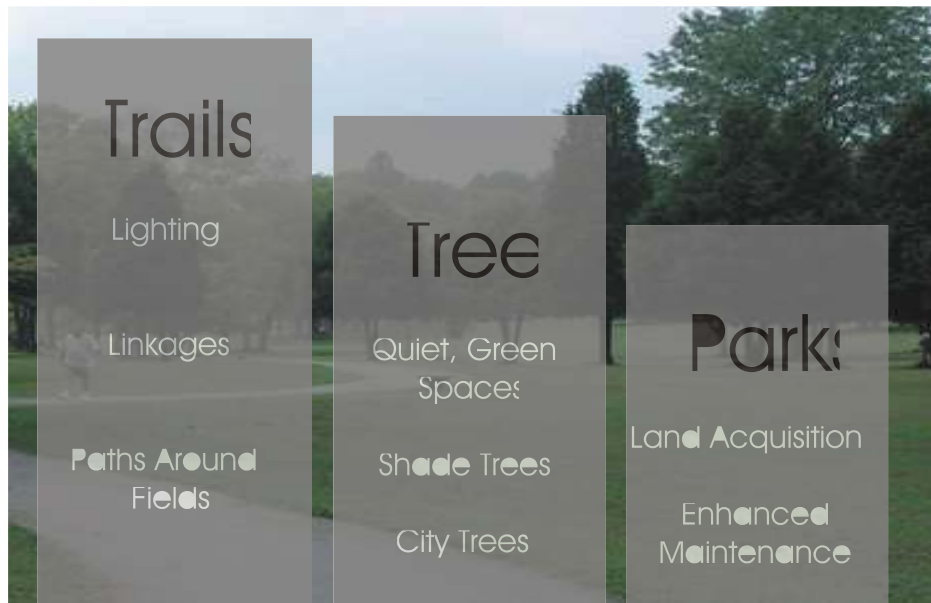 Trails
Lighting
Linkages
Paths Around
Fields
Tree
Quiet, Green
Spaces
Shade Trees
City Trees
Parks
Land Acquisition
Enhanced
Maintenance